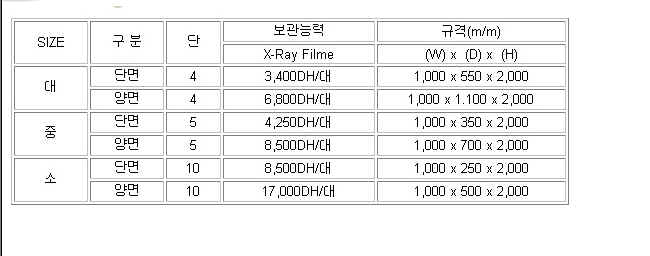 SIZE 구 분 단 보관능력 규격(m/m)
X-Ray Filme (W) x (D) x (H)
대 단면 4 3,400DH/대 1,000 x 550 x 2,000
양면 4 6,800DH/대 1,000 x 1.100 x 2,000
중 단면 5 4,250DH/대 1,000 x 350 x 2,000
양면 5 8,500DH/대 1,000 x 700 x 2,000
소 단면 10 8,500DH/대 1,000 x 250 x 2,000
양면 10 17,000DH/대 1,000 x 500 x 2,000